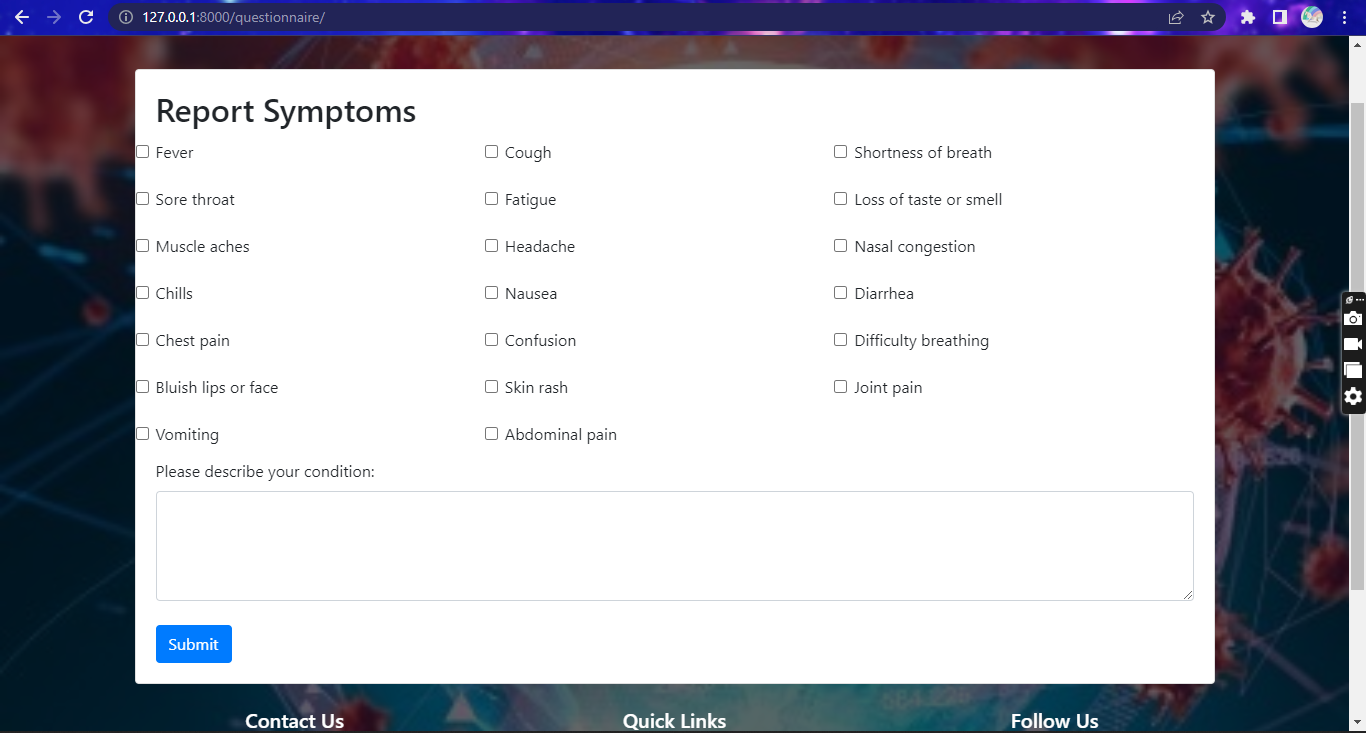 127.0.0.1:8000/questionnaire/
Report Symptoms
Fever Cough Shortness of breath
Sore throat Fatigue Loss of taste or smell
Muscle aches Headache Nasal congestion
Chills Nausea Diarrhea
Chest pain Confusion Difficulty breathing
Bluish lips or face Skin rash Joint pain
Vomiting Abdominal pain
Please describe your condition:
Submit
Contact Us Quick Links Follow Us